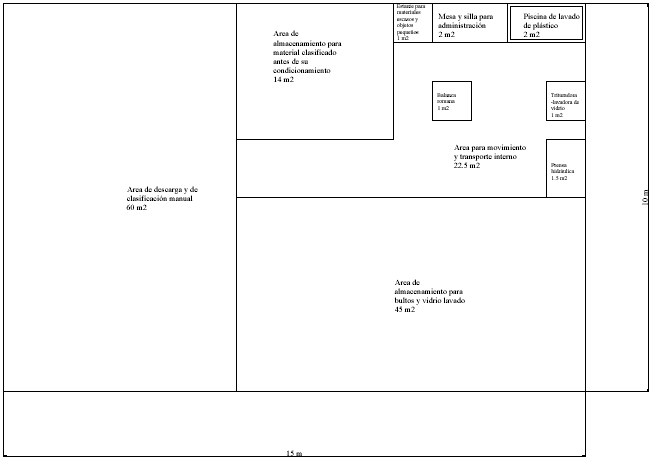 Estante para
materiales
escasos y
objetos
pequeños
1 m2
Mesa y silla para
administración
2 m2
Piscina de lavado
de plástico
2 m2
Area de
almacenamiento para
material clasificado
antes de su
condicionamiento
14 m2
Balanza
romana
1 m2
Trituradora
-lavadora de
vidrio
1 m2
Area para movimiento
y transporte interno
22.5 m2
Prensa
hidráulica
1.5 m2
Area de descarga y de
clasificación manual
60 m2
10 m
Area de
almacenamiento para
bultos y vidrio lavado
45 m2
15 m